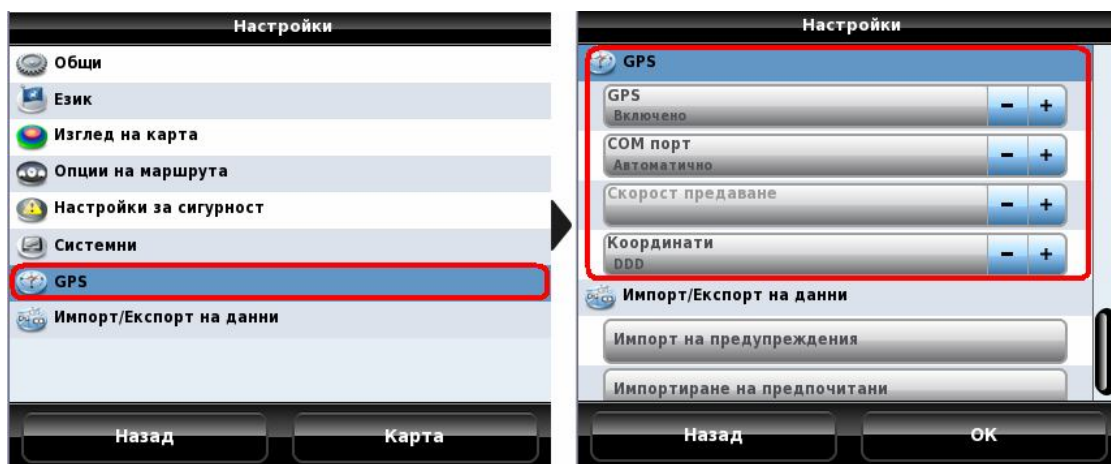 Настройки
Общи
Език
Изглед на карта
Опции на маршрута
Настройки за сигурност
Системни
GPS
Импорт/Експорт на данни
Назад
Карта
Настройки
GPS
GPS
Включено
COM порт
Автоматично
Скорост предаване
Координати
DDD
Импорт/Експорт на данни
Импорт на предупреждения
Импортиране на предпочитани
Назад
OK